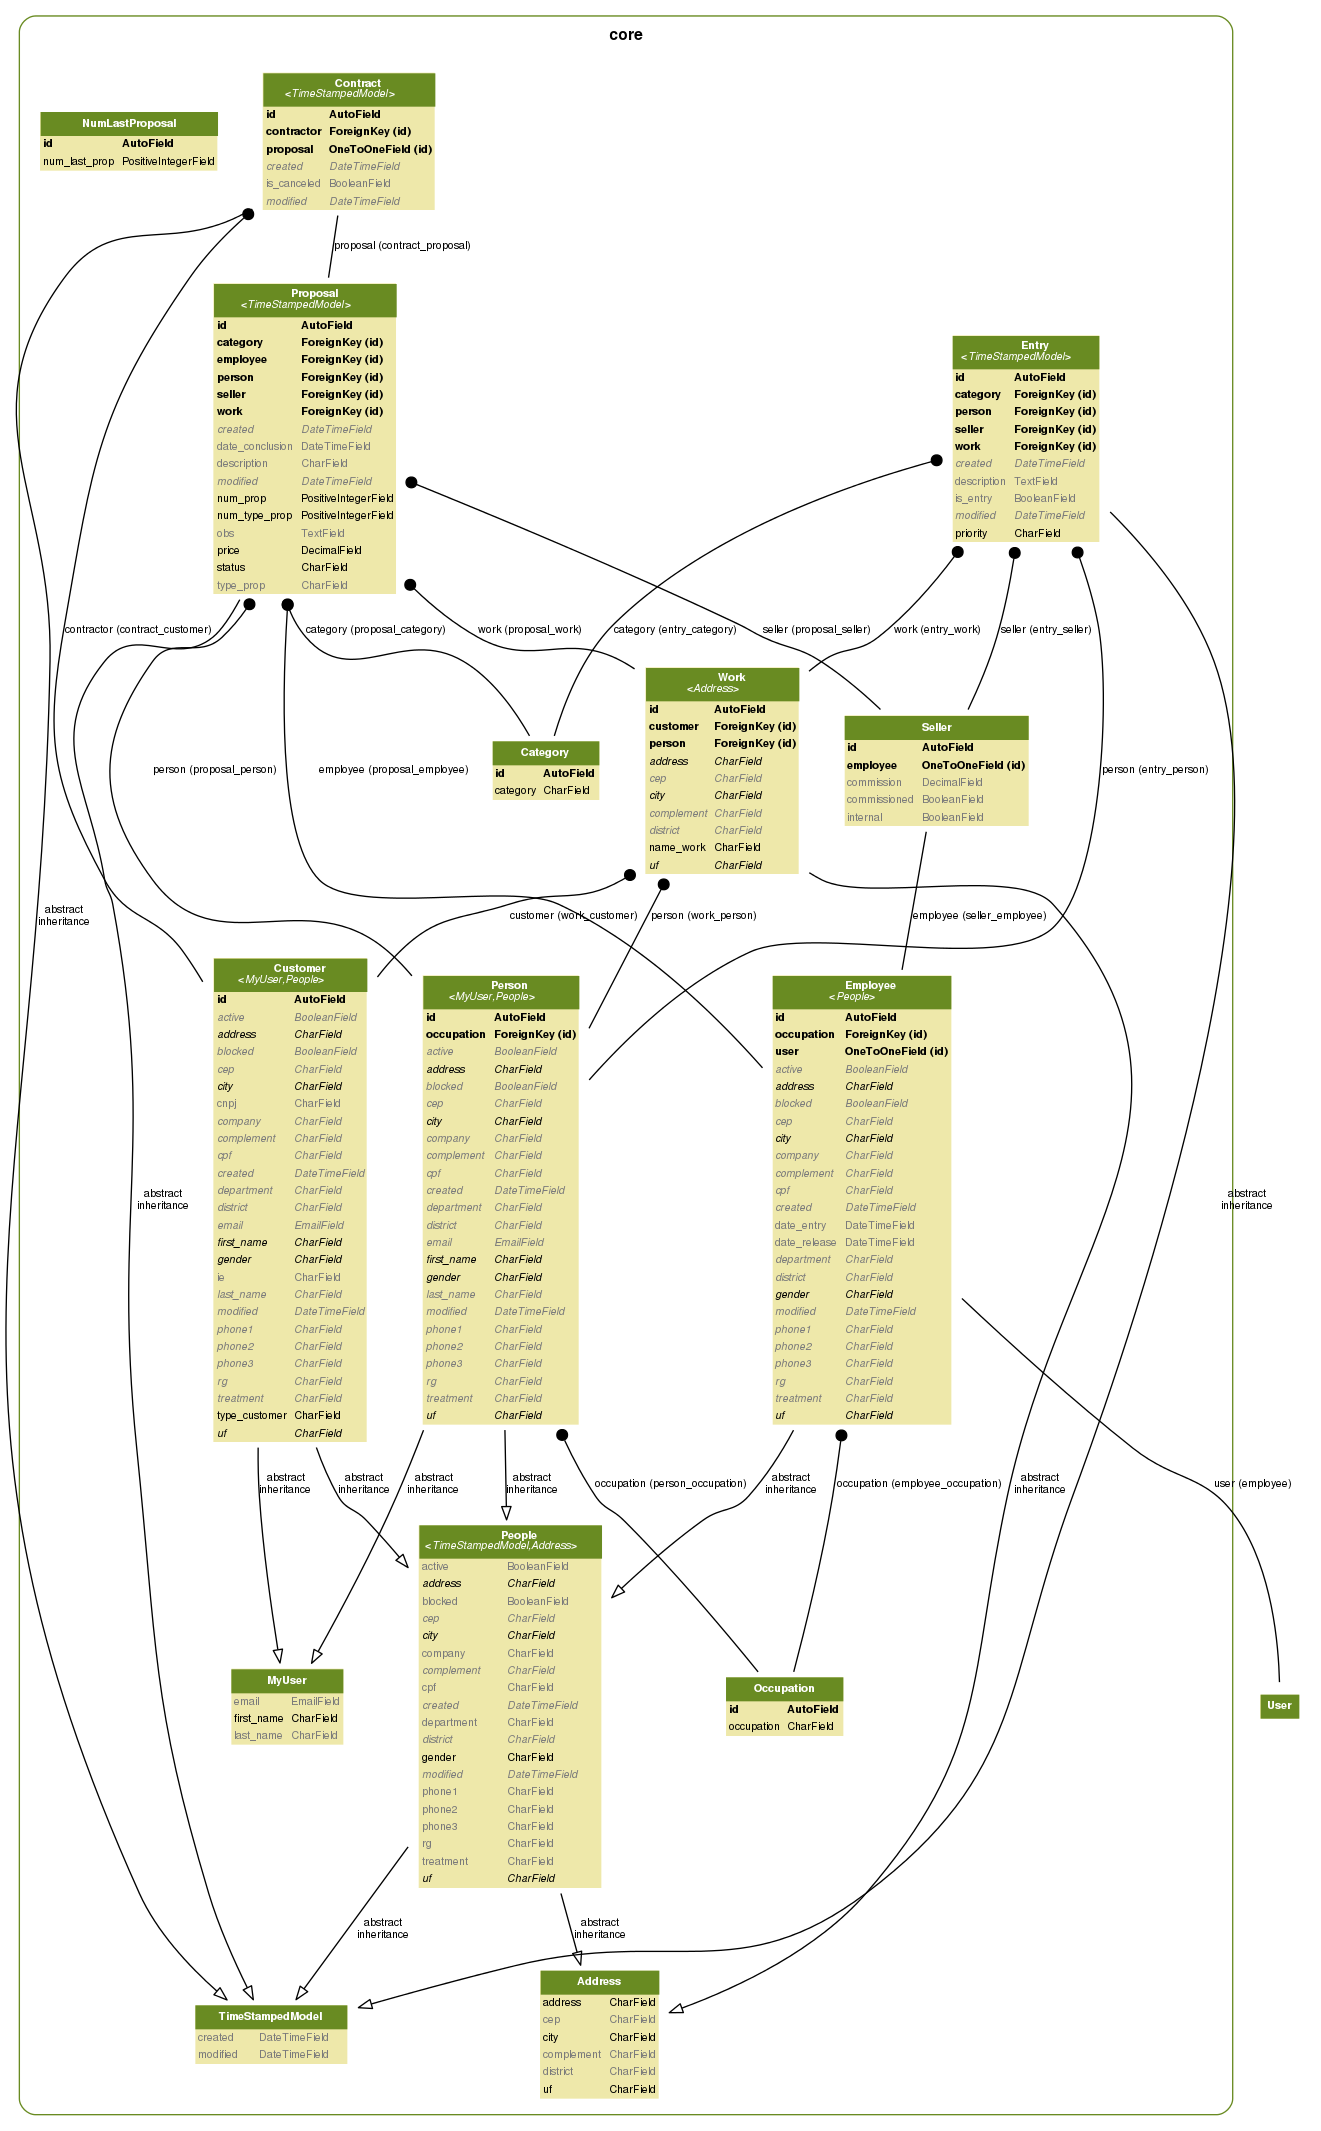 core
NumLastProposal
id AutoField
num_last_prop PositiveIntegerField
Contract
<TimeStampedModel>
id AutoField
contractor ForeignKey (id)
proposal OneToOneField (id)
created DateTimeField
is_canceled BooleanField
modified DateTimeField
proposal (contract_proposal)
Proposal
<TimeStampedModel>
id AutoField
category ForeignKey (id)
employee ForeignKey (id)
person ForeignKey (id)
seller ForeignKey (id)
work ForeignKey (id)
created DateTimeField
date_conclusion DateTimeField
description CharField
modified DateTimeField
num_prop PositiveIntegerField
num_type_prop PositiveIntegerField
obs TextField
price DecimalField
status CharField
type_prop CharField
Entry
<TimeStampedModel>
id AutoField
category ForeignKey (id)
person ForeignKey (id)
seller ForeignKey (id)
work ForeignKey (id)
created DateTimeField
description TextField
is_entry BooleanField
modified DateTimeField
priority CharField
contractor (contract_customer)
category (proposal_category)
work (proposal_work)
category (entry_category)
seller (proposal_seller)
work (entry_work)
seller (entry_seller)
Work
<Address>
id AutoField
customer ForeignKey (id)
person ForeignKey (id)
address CharField
cep CharField
city CharField
complement CharField
district CharField
name_work CharField
uf CharField
Seller
id AutoField
employee OneToOneField (id)
commission DecimalField
commissioned BooleanField
internal BooleanField
Category
id AutoField
category CharField
person (proposal_person)
employee (proposal_employee)
person (entry_person)
abstract
inheritance
customer (work_customer)
person (work_person)
employee (seller_employee)
Customer
<MyUser,People>
id AutoField
active BooleanField
address CharField
blocked BooleanField
cep CharField
city CharField
cnpj CharField
company CharField
complement CharField
cpf CharField
created DateTimeField
department CharField
district CharField
email EmailField
first_name CharField
gender CharField
ie CharField
last_name CharField
modified DateTimeField
phone1 CharField
phone2 CharField
phone3 CharField
rg CharField
treatment CharField
type_customer CharField
uf CharField
Person
<MyUser,People>
id AutoField
occupation ForeignKey (id)
active BooleanField
address CharField
blocked BooleanField
cep CharField
city CharField
company CharField
complement CharField
cpf CharField
created DateTimeField
department CharField
district CharField
email EmailField
first_name CharField
gender CharField
last_name CharField
modified DateTimeField
phone1 CharField
phone2 CharField
phone3 CharField
rg CharField
treatment CharField
uf CharField
Employee
<People>
id AutoField
occupation ForeignKey (id)
user OneToOneField (id)
active BooleanField
address CharField
blocked BooleanField
cep CharField
city CharField
company CharField
complement CharField
cpf CharField
created DateTimeField
date_entry DateTimeField
date_release DateTimeField
department CharField
district CharField
gender CharField
modified DateTimeField
phone1 CharField
phone2 CharField
phone3 CharField
rg CharField
treatment CharField
uf CharField
abstract
inheritance
abstract
inheritance
abstract
inheritance
abstract
inheritance
abstract
inheritance
abstract
inheritance
occupation (person_occupation)
abstract
inheritance
occupation (employee_occupation)
abstract
inheritance
user (employee)
People
<TimeStampedModel,Address>
active BooleanField
address CharField
blocked BooleanField
cep CharField
city CharField
company CharField
complement CharField
cpf CharField
created DateTimeField
department CharField
district CharField
gender CharField
modified DateTimeField
phone1 CharField
phone2 CharField
phone3 CharField
rg CharField
treatment CharField
uf CharField
MyUser
email EmailField
first_name CharField
last_name CharField
Occupation
id AutoField
occupation CharField
User
abstract
inheritance
abstract
inheritance
TimeStampedModel
created DateTimeField
modified DateTimeField
Address
address CharField
cep CharField
city CharField
complement CharField
district CharField
uf CharField